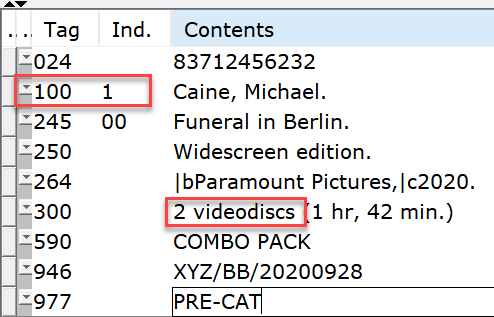 .. .. Tag Ind. Contents
024 83712456232
100 1 Caine, Michael.
245 00 Funeral in Berlin.
250 Widescreen edition.
264 |bParamount Pictures,|c2020.
300 2 videodiscs (1 hr, 42 min.)
590 COMBO PACK
946 XYZ/BB/20200928
977 PRE-CAT